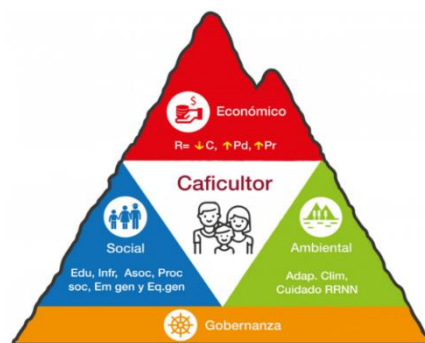 $
Económico
R= ↓C, ↑Pd, ↑Pr
Caficultor
Social
Edu, Infr, Asoc, Proc
soc, Em gen y Eq.gen
Ambiental
Adap. Clim,
Cuidado RRNN
Gobernanza